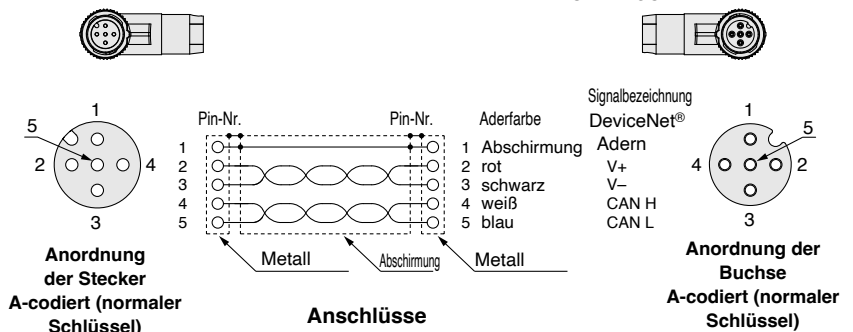 1
5
2
4
3
Anordnung
der Stecker
A-codiert (normaler
Schlüssel)
Pin-Nr.
Pin-Nr.
Aderfarbe
Signalbezeichnung
DeviceNet®
1
1 Abschirmung
Adern
2
2 rot
V+
3
3 schwarz
V–
4
4 weiß
CAN H
5
5 blau
CAN L
Metall
Abschirmung
Metall
Anschlüsse
1
5
4
2
3
Anordnung der
Buchse
A-codiert (normaler
Schlüssel)